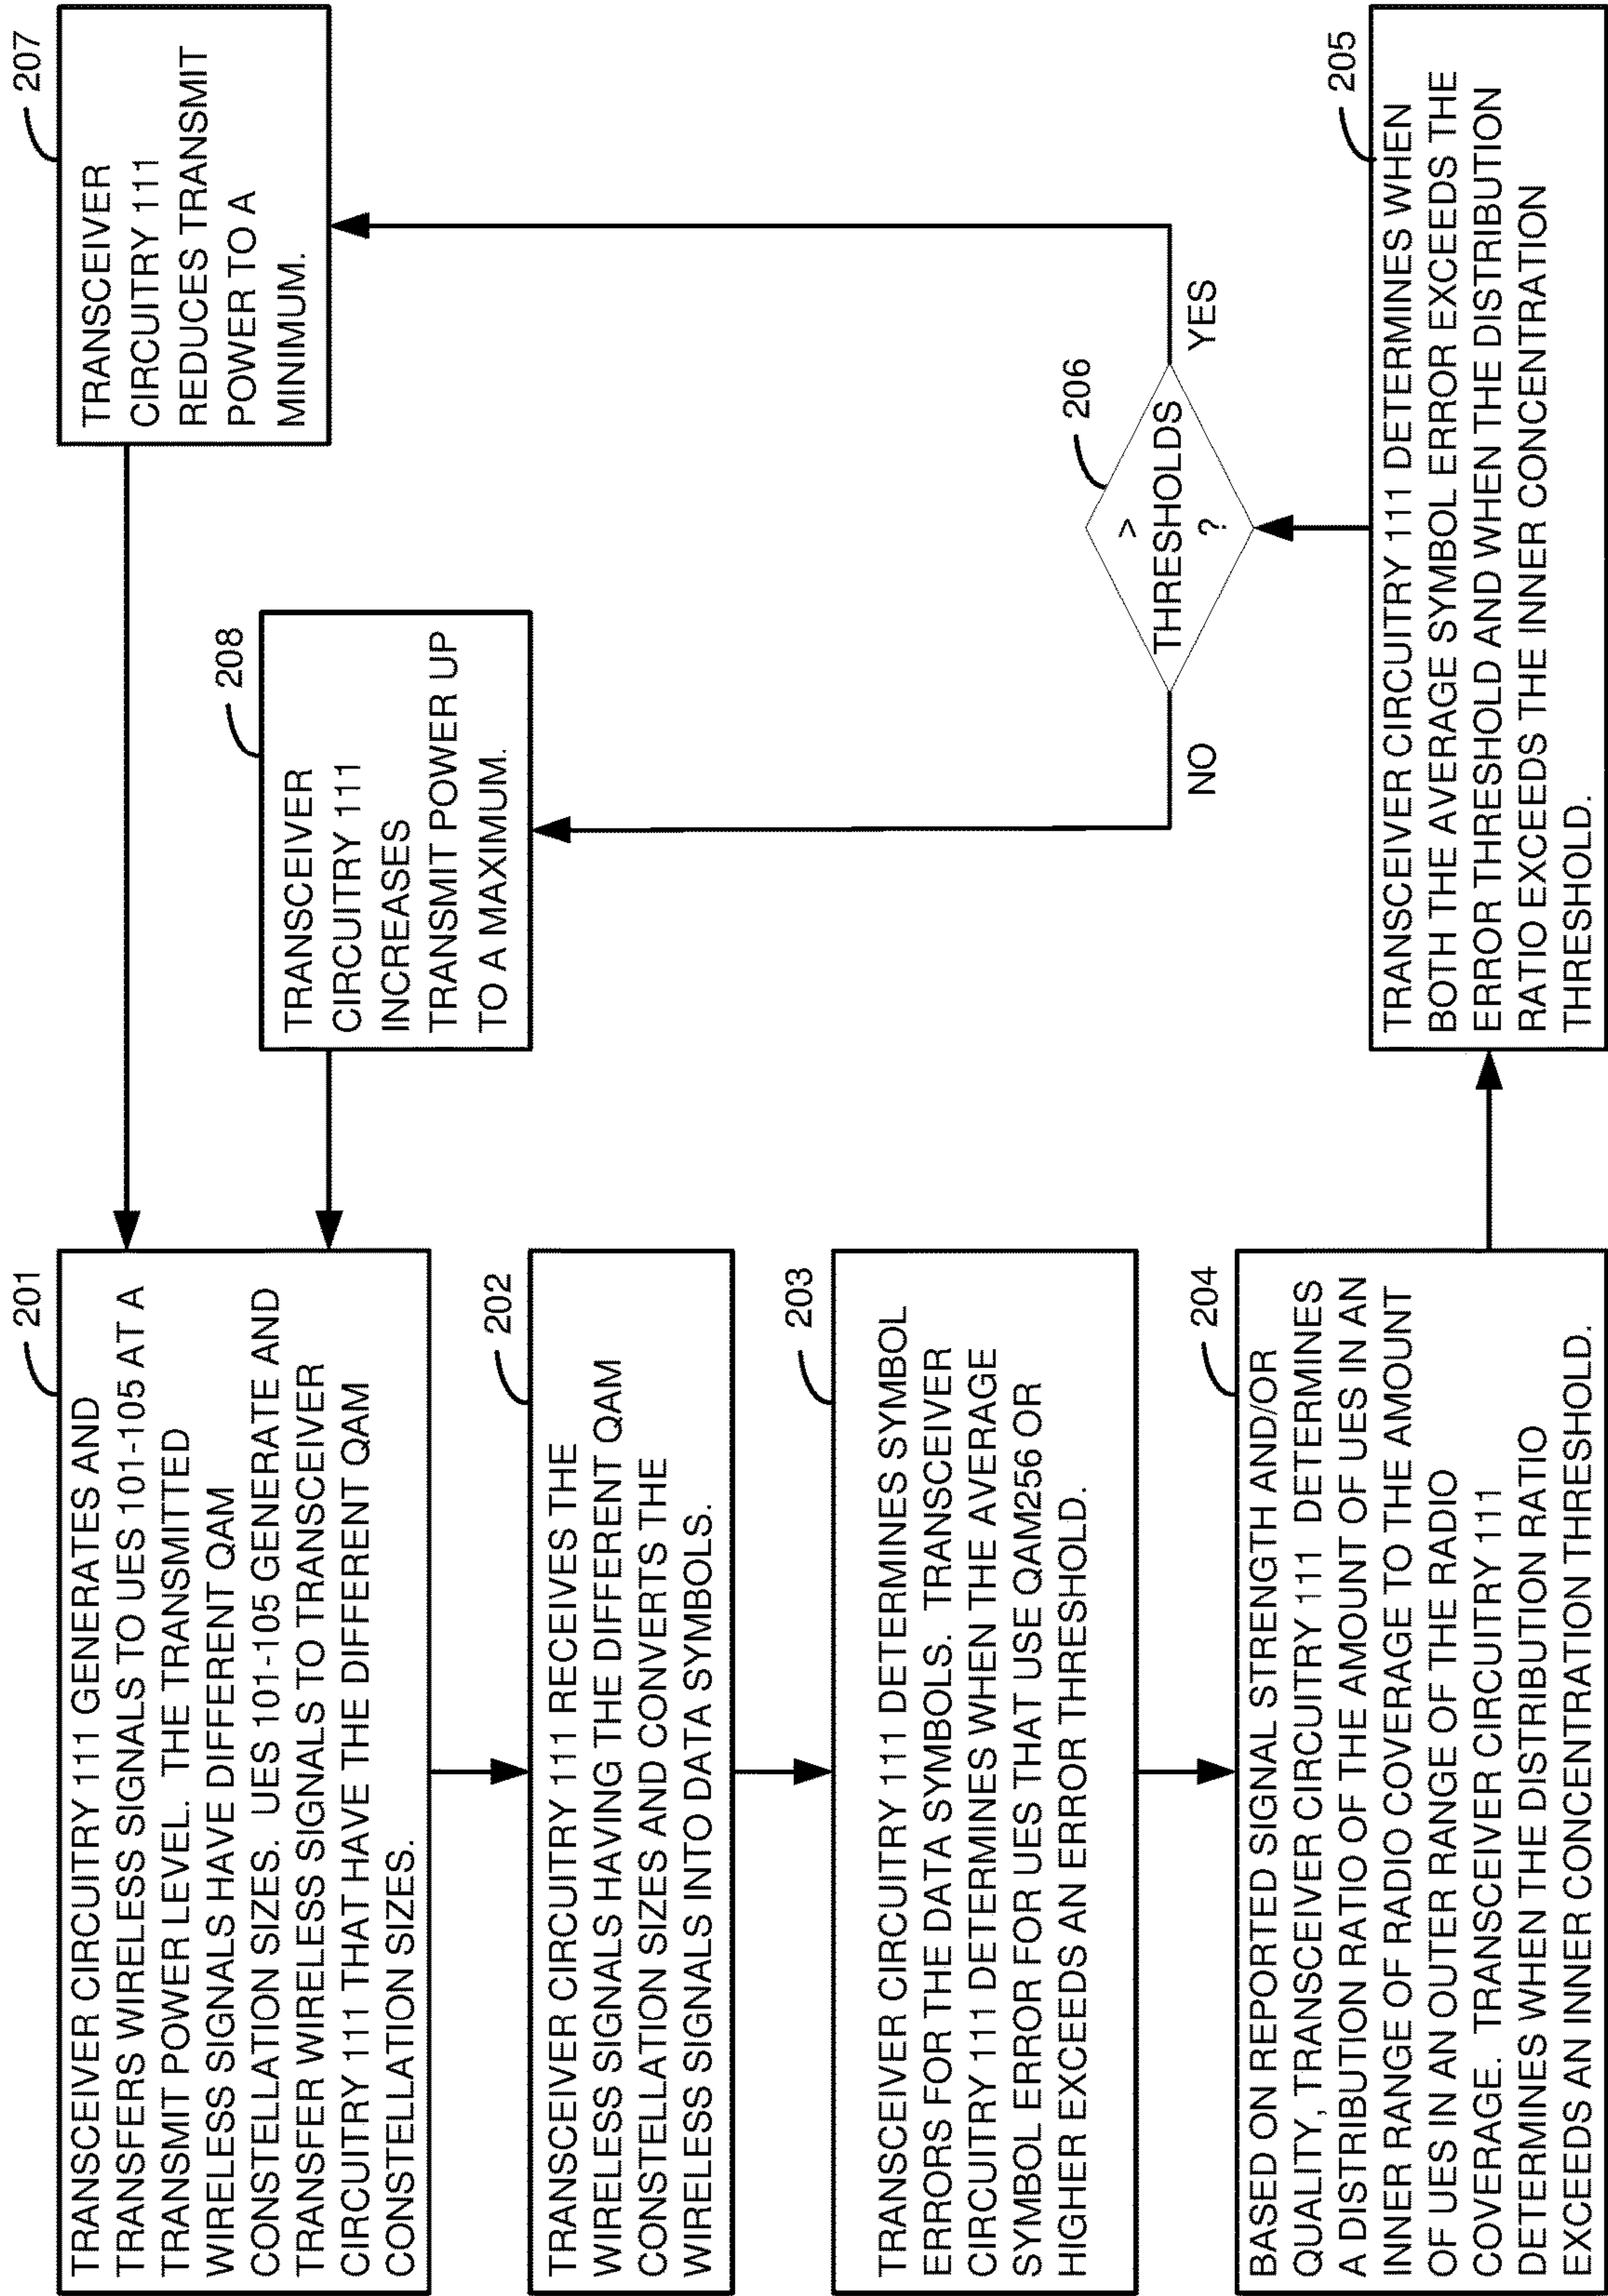 201
TRANSCEIVER CIRCUITRY 111 GENERATES AND
TRANSFERS WIRELESS SIGNALS TO UES 101-105 AT A
TRANSMIT POWER LEVEL. THE TRANSMITTED
WIRELESS SIGNALS HAVE DIFFERENT QAM
CONSTELLATION SIZES. UES 101-105 GENERATE AND
TRANSFER WIRELESS SIGNALS TO TRANSCEIVER
CIRCUITRY 111 THAT HAVE THE DIFFERENT QAM
CONSTELLATION SIZES.
202
TRANSCEIVER CIRCUITRY 111 RECEIVES THE
WIRELESS SIGNALS HAVING THE DIFFERENT QAM
CONSTELLATION SIZES AND CONVERTS THE
WIRELESS SIGNALS INTO DATA SYMBOLS.
203
TRANSCEIVER CIRCUITRY 111 DETERMINES SYMBOL
ERRORS FOR THE DATA SYMBOLS. TRANSCEIVER
CIRCUITRY 111 DETERMINES WHEN THE AVERAGE
SYMBOL ERROR FOR UES THAT USE QAM256 OR
HIGHER EXCEEDS AN ERROR THRESHOLD.
204
BASED ON REPORTED SIGNAL STRENGTH AND/OR
QUALITY, TRANSCEIVER CIRCUITRY 111 DETERMINES
A DISTRIBUTION RATIO OF THE AMOUNT OF UES IN AN
INNER RANGE OF RADIO COVERAGE TO THE AMOUNT
OF UES IN AN OUTER RANGE OF THE RADIO
COVERAGE. TRANSCEIVER CIRCUITRY 111
DETERMINES WHEN THE DISTRIBUTION RATIO
EXCEEDS AN INNER CONCENTRATION THRESHOLD.
205
TRANSCEIVER CIRCUITRY 111 DETERMINES WHEN
BOTH THE AVERAGE SYMBOL ERROR EXCEEDS THE
ERROR THRESHOLD AND WHEN THE DISTRIBUTION
RATIO EXCEEDS THE INNER CONCENTRATION
THRESHOLD.
206
>
THRESHOLDS
?
YES
NO
207
TRANSCEIVER
CIRCUITRY 111
REDUCES TRANSMIT
POWER TO A
MINIMUM.
208
TRANSCEIVER
CIRCUITRY 111
INCREASES
TRANSMIT POWER UP
TO A MAXIMUM.